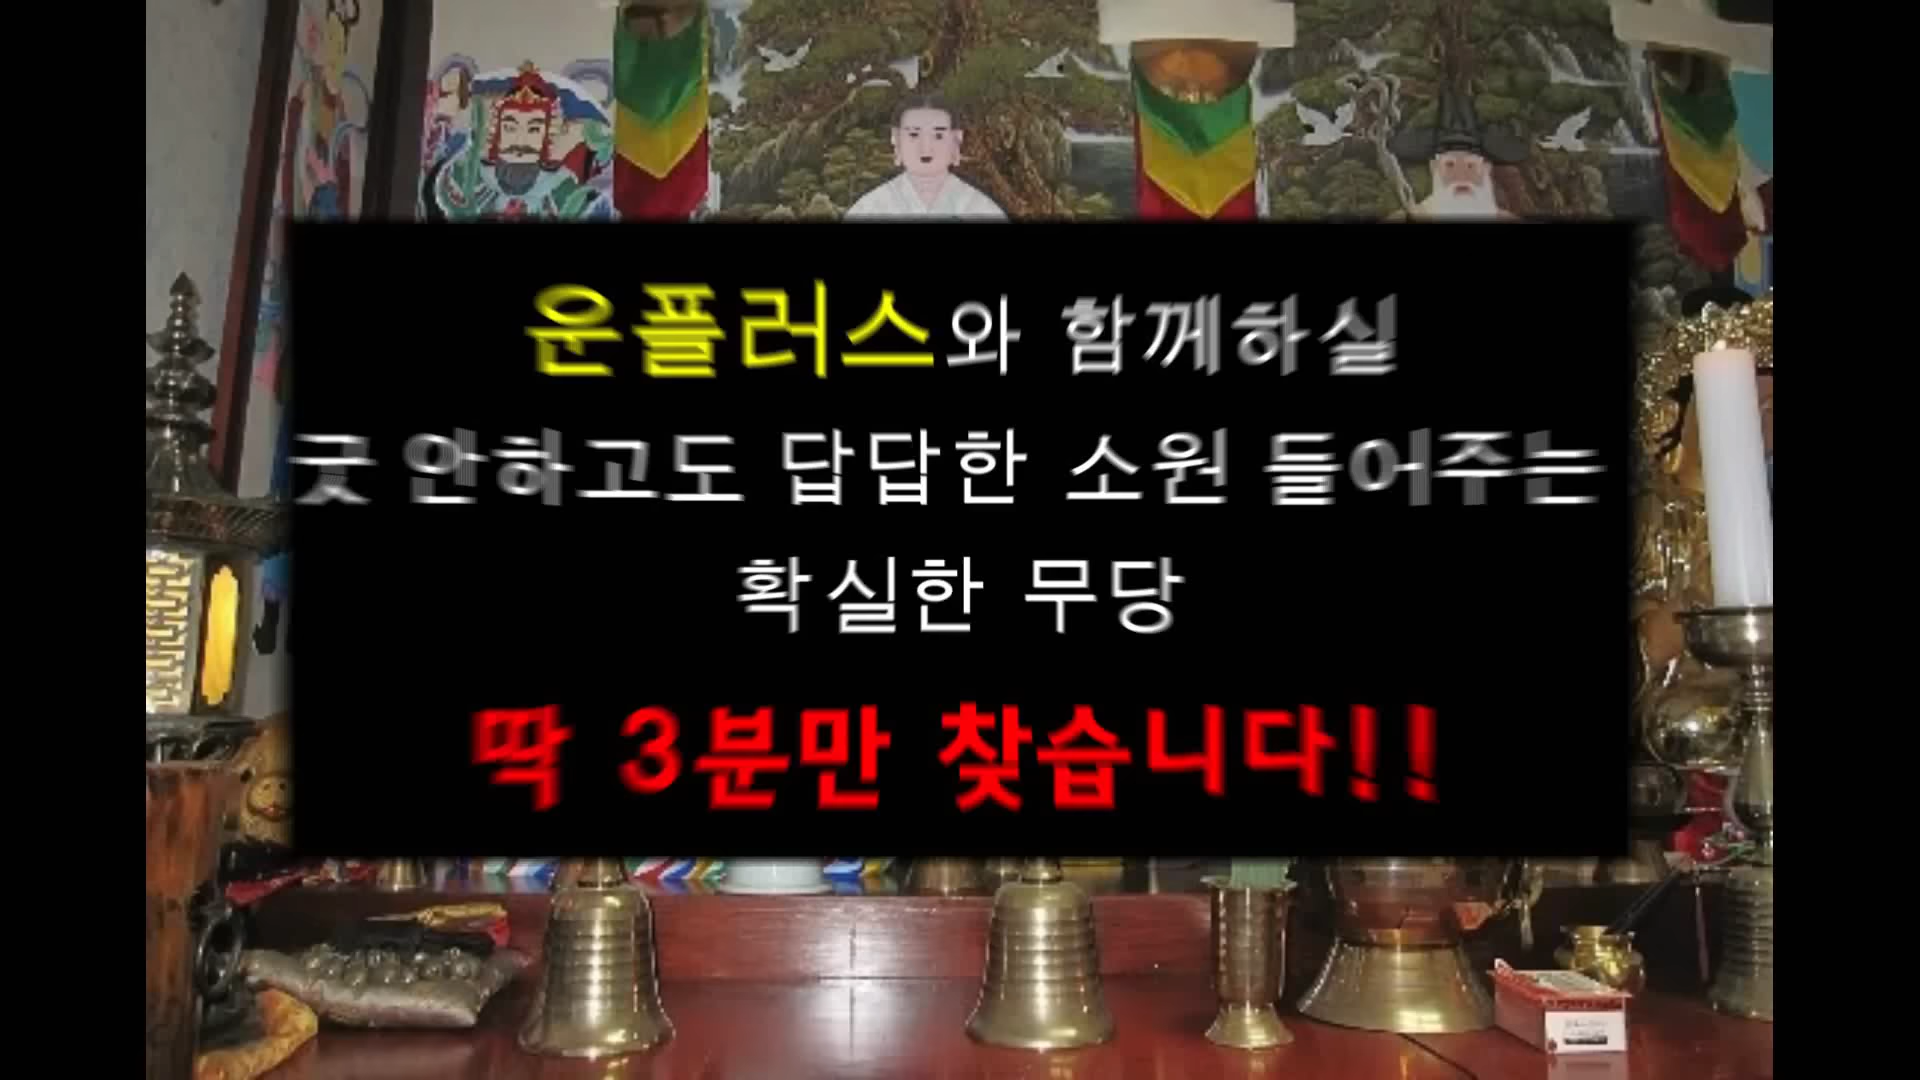 운플러스와 함께하실
굿 안하고도 답답한 소원 들어주는
확실한 무당
딱 3분만 찾습니다!!